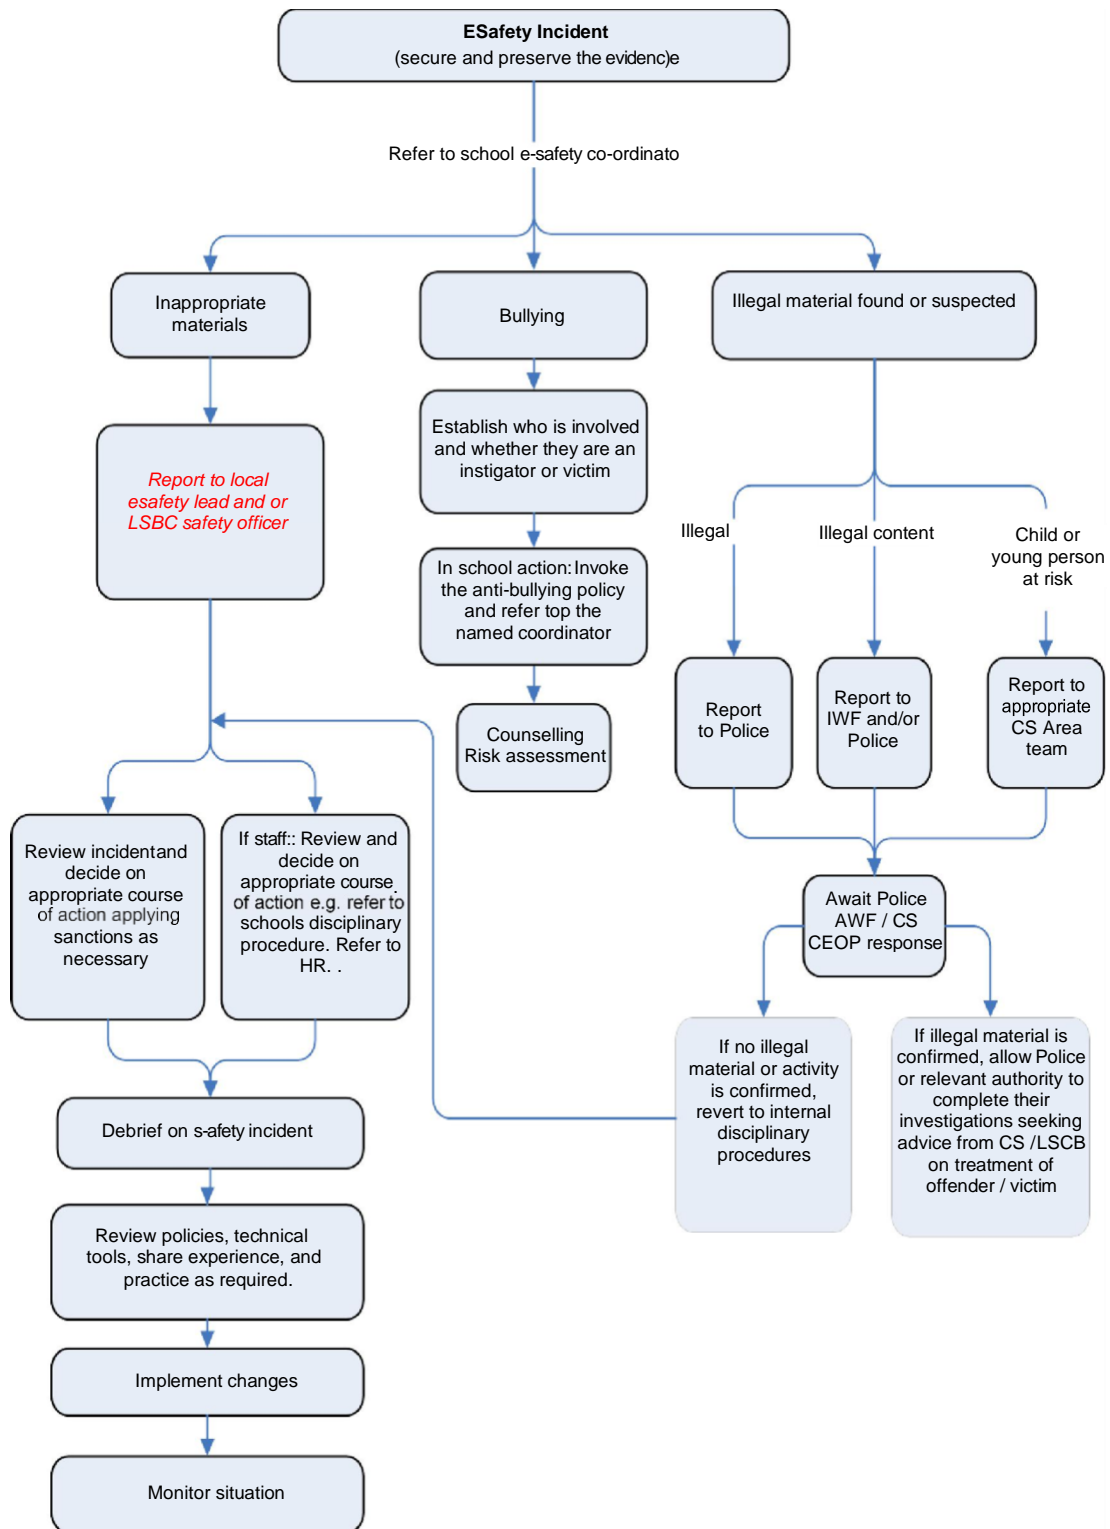 ESafety Incident
(secure and preserve the evidenc)e
Refer to school e-safety co-ordinato
Inappropriate
materials
Bullying
Illegal material found or suspected
Report to local
esafety lead and or
LSBC safety officer
Establish who is involved
and whether they are an
instigator or victim
In school action: Invoke
the anti-bullying policy
and refer top the
named coordinator
Counselling
Risk assessment
Illegal
Illegal content
Child or
young person
at risk
Report
to Police
Report to
IWF and/or
Police
Report to
appropriate
CS Area
team
Await Police
AWF / CS
CEOP response
If no illegal
material or activity
is confirmed,
revert to internal
disciplinary
procedures
If illegal material is
confirmed, allow Police
or relevant authority to
complete their
investigations seeking
advice from CS /LSCB
on treatment of
offender / victim
Review incidentand
decide on
appropriate course
of action applying
sanctions as
necessary
If staff:: Review and
decide on
appropriate course.
of action e.g. refer to
schools disciplinary
procedure. Refer to
HR. .
Debrief on s-afety incident
Review policies, technical
tools, share experience, and
practice as required.
Implement changes
Monitor situation